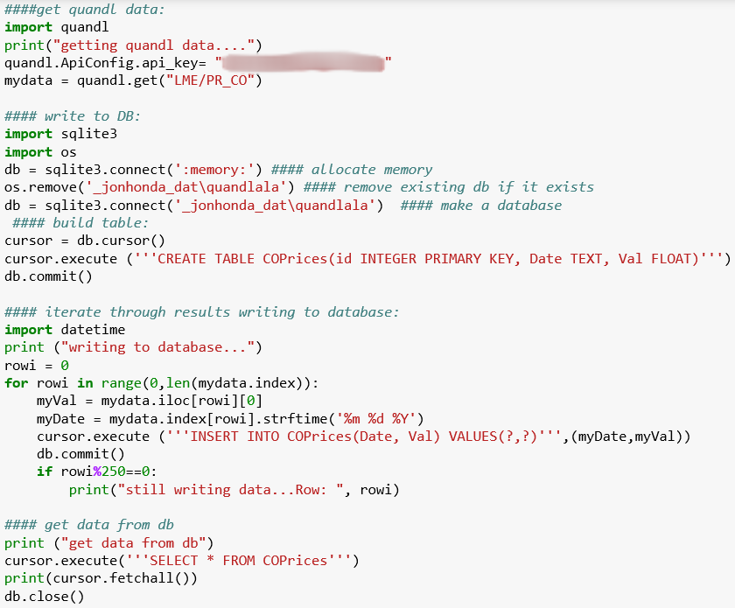 ####get quandl data:
import quandl
print("getting quandl data....")
quandl.ApiConfig.api_key= " "
mydata = quandl.get("LME/PR_CO")

#### write to DB:
import sqlite3
import os
db = sqlite3.connect(':memory:') #### allocate memory
os.remove('_jonhonda_dat\quandlala') #### remove existing db if it exists
db = sqlite3.connect('_jonhonda_dat\quandlala')  #### make a database
 #### build table:
cursor = db.cursor()
cursor.execute ('''CREATE TABLE COPrices(id INTEGER PRIMARY KEY, Date TEXT, Val FLOAT)''')
db.commit()

#### iterate through results writing to database:
import datetime
print ("writing to database...")
rowi = 0
for rowi in range(0,len(mydata.index)):
    myVal = mydata.iloc[rowi][0]
    myDate = mydata.index[rowi].strftime('%m %d %Y')
    cursor.execute ('''INSERT INTO COPrices(Date, Val) VALUES(?,?)''',(myDate,myVal))
    db.commit()
    if rowi%250==0:
        print("still writing data...Row: ", rowi)

#### get data from db
print ("get data from db")
cursor.execute('''SELECT * FROM COPrices''')
print(cursor.fetchall())
db.close()